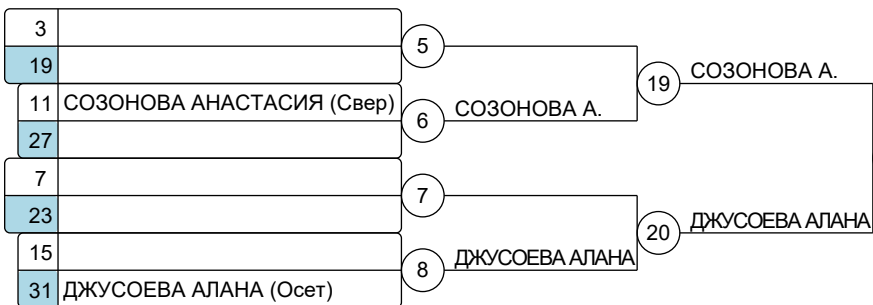 3
5
19
19 СОЗОНОВА А.
11 СОЗОНОВА АНАСТАСИЯ (Свер)
6 СОЗОНОВА А.
27
7
7
23
20 ДЖУСОЕВА АЛАНА
15
8 ДЖУСОЕВА АЛАНА
31 ДЖУСОЕВА АЛАНА (Осет)